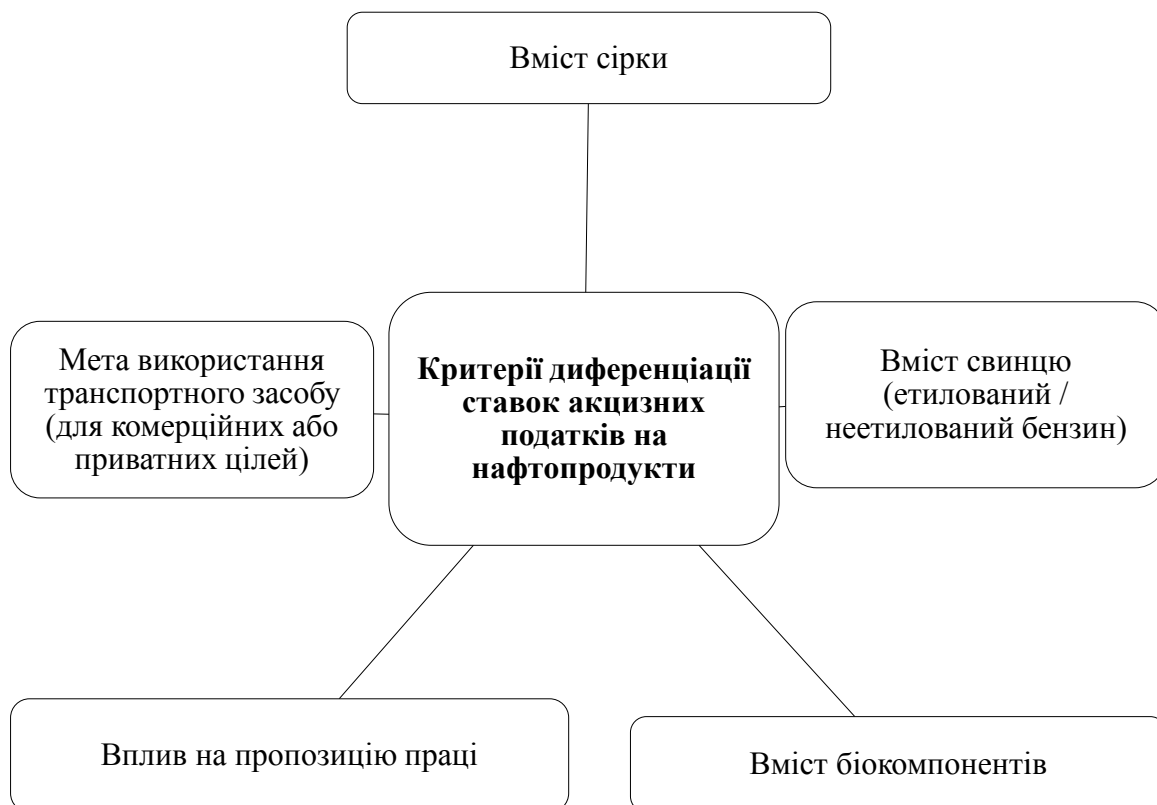 Вміст сірки
Мета використання
транспортного засобу
(для комерційних або
приватних цілей)
Критерії диференціації
ставок акцизних
податків на
нафтопродукти
Вміст свинцю
(етилований /
неетилований бензин)
Вплив на пропозицію праці
Вміст біокомпонентів